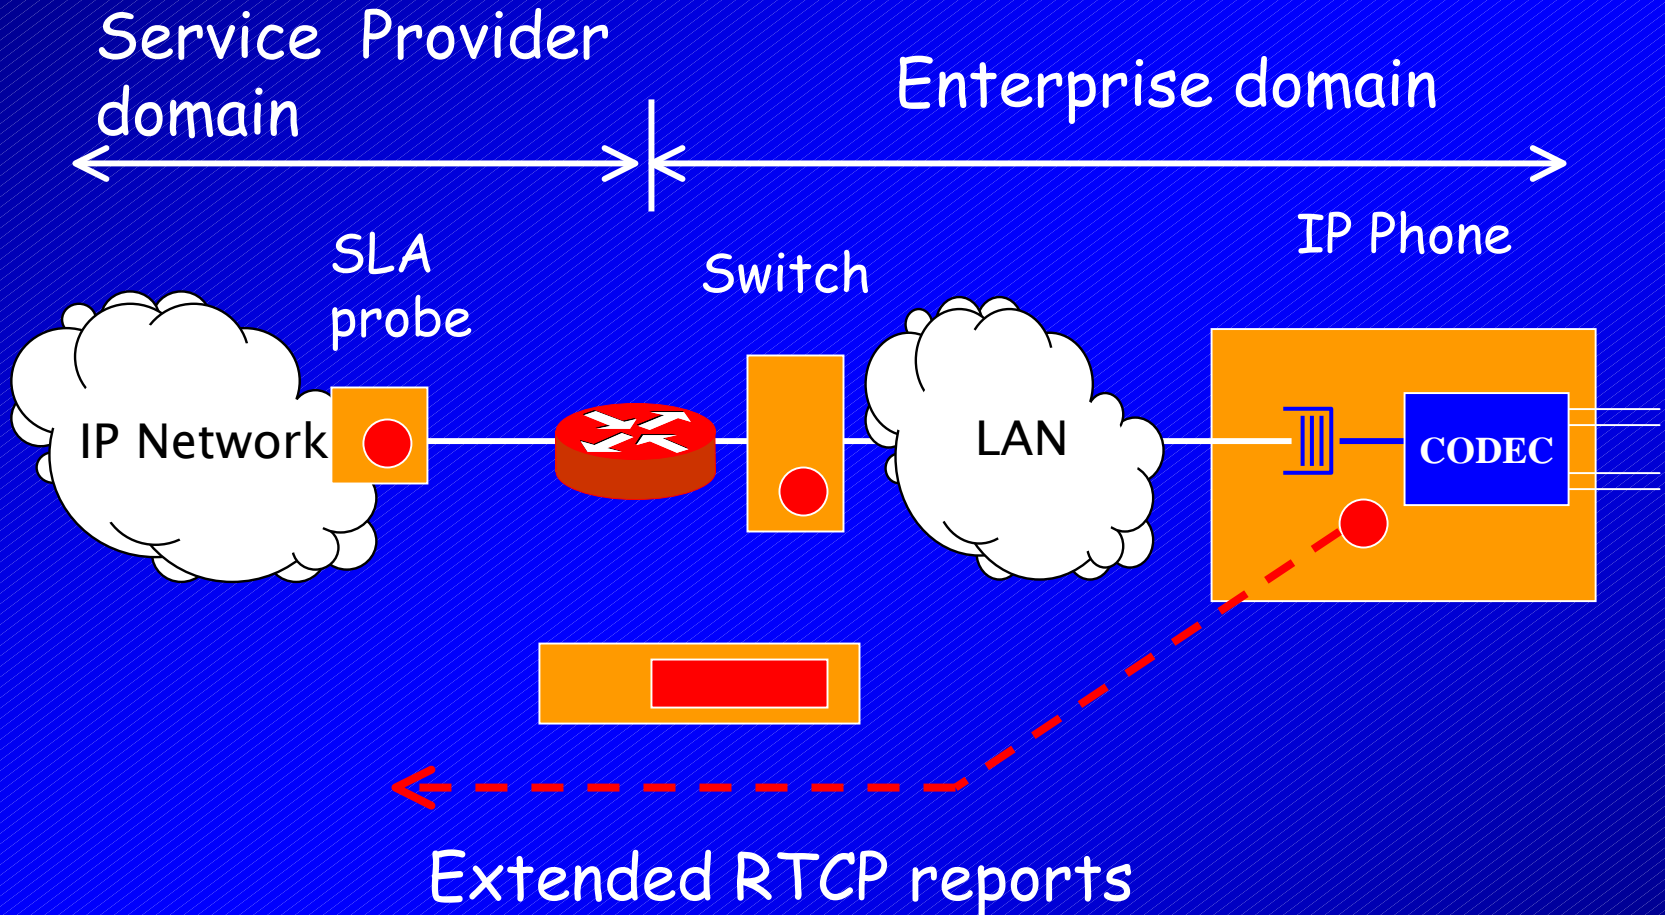 Service Provider
domain
Enterprise domain
SLA
probe
Switch
IP Phone
IP Network
LAN
CODEC
Extended RTCP reports